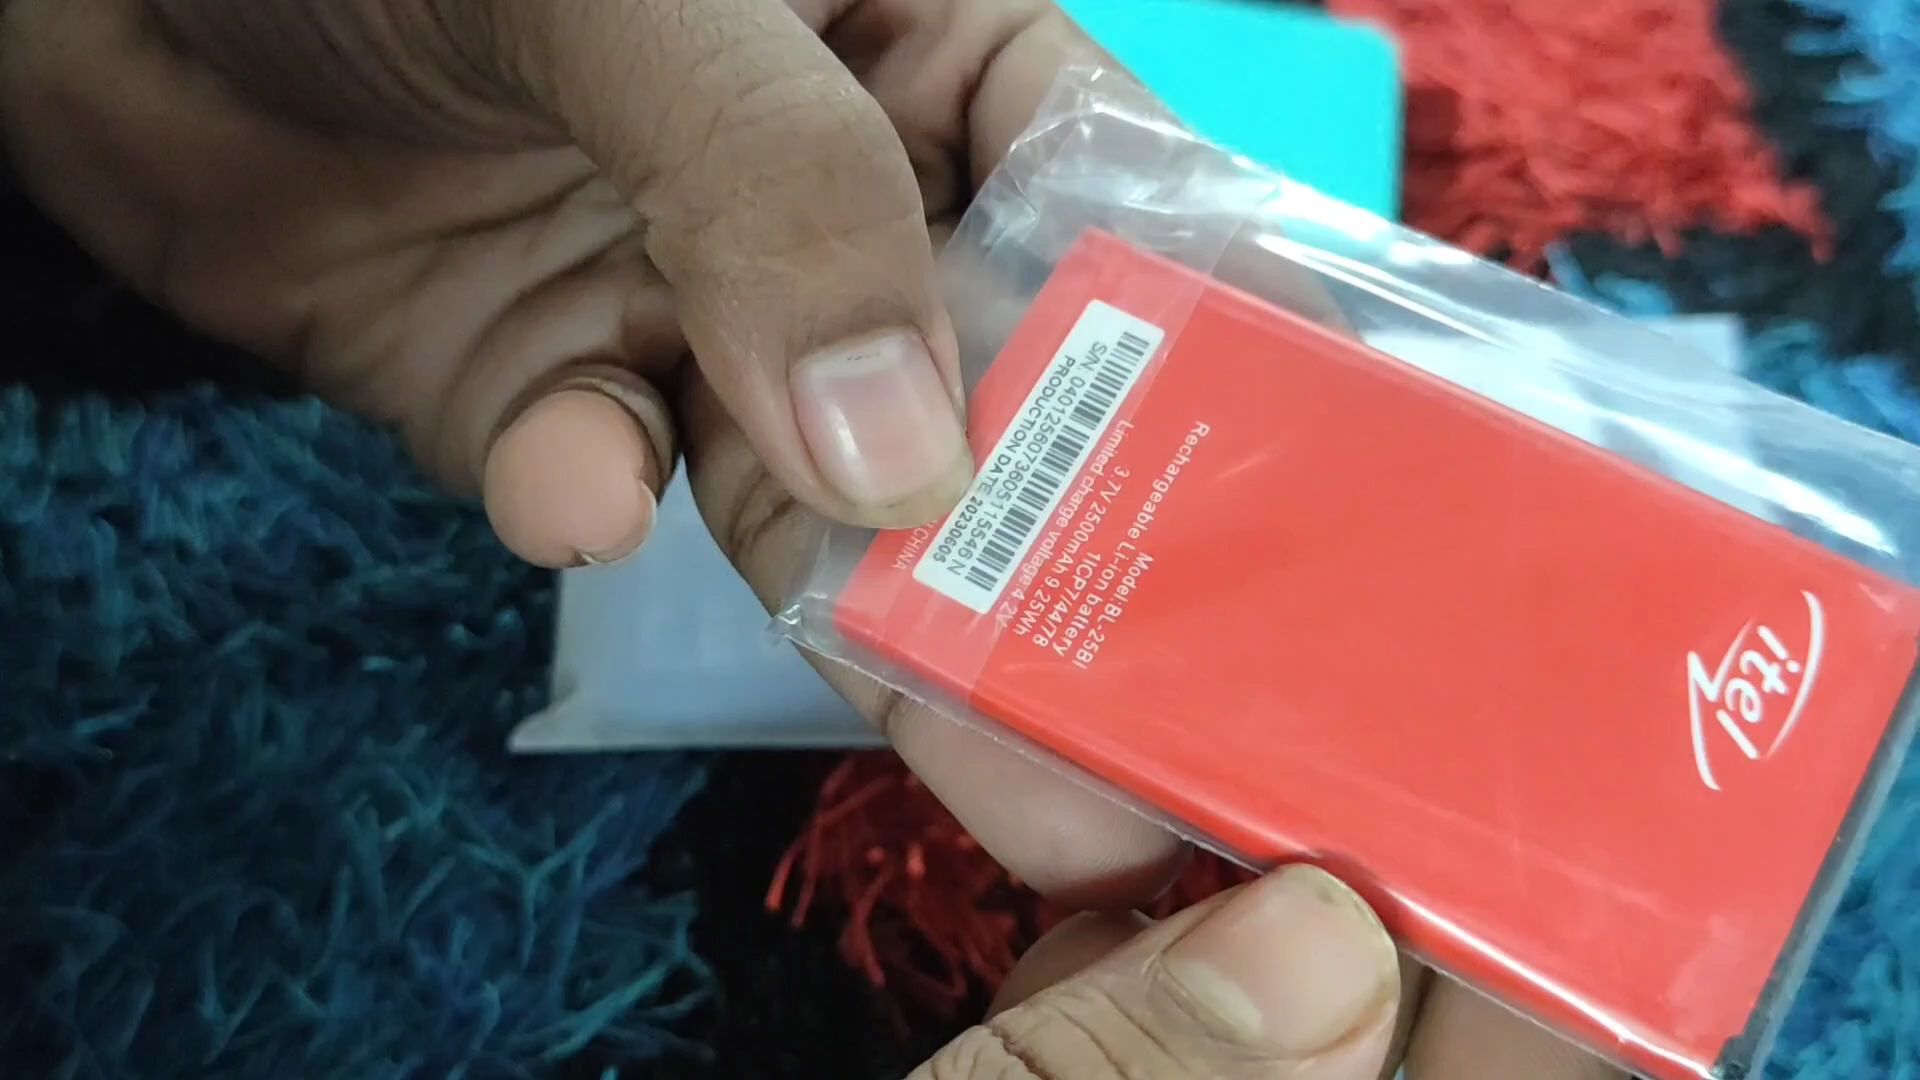 itel
Model:BL-25BI
Rechargeable Li-ion battery
1ICP7/44/78
3.7V 2500mAh 9.25Wh
Limited charge voltage:4.2V
S/N: 04012560736051115546N
PRODUCTION DATE 20230605
CHINA